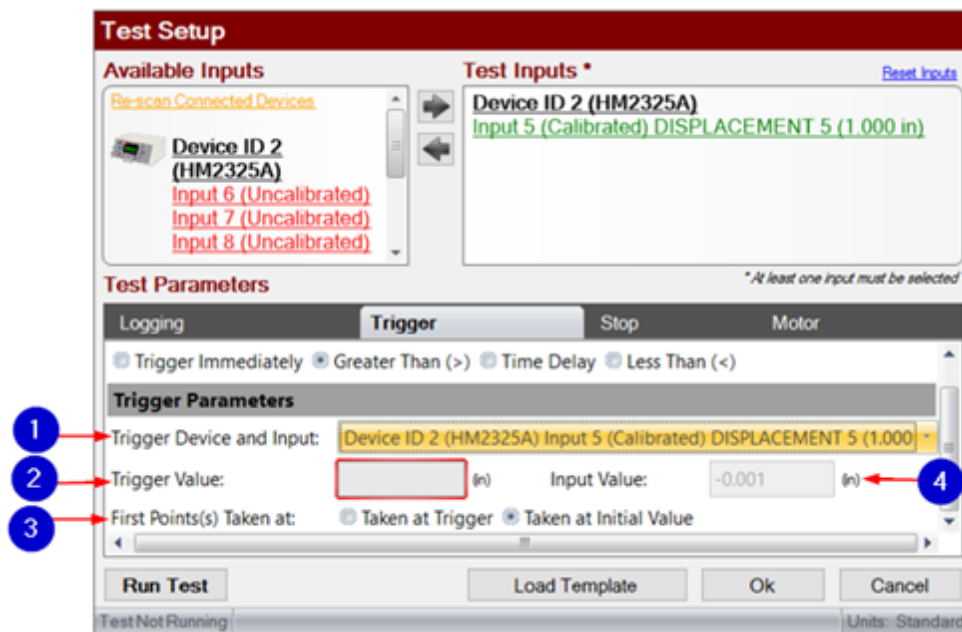 Test Setup
Available Inputs
Test Inputs *
Reset Inputs
Re-scan Connected Devices
Device ID 2
(HM2325A)
Input 6 (Uncalibrated)
Input 7 (Uncalibrated)
Input 8 (Uncalibrated)
Device ID 2 (HM2325A)
Input 5 (Calibrated) DISPLACEMENT 5 (1.000 in)
* At least one input must be selected
Test Parameters
Logging Trigger Stop Motor
Trigger Immediately Greater Than (>) Time Delay Less Than (<)
Trigger Parameters
1 Trigger Device and Input: Device ID 2 (HM2325A) Input 5 (Calibrated) DISPLACEMENT 5 (1.000
2 Trigger Value: (in) Input Value: -0.001 (in) 4
3 First Points(s) Taken at: Taken at Trigger Taken at Initial Value
Run Test Load Template Ok Cancel
Test Not Running Units: Standard